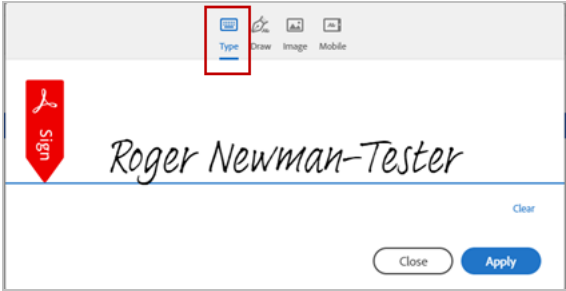 Type Draw Image Mobile
Sign
Roger Newman-Tester
Clear
Close Apply